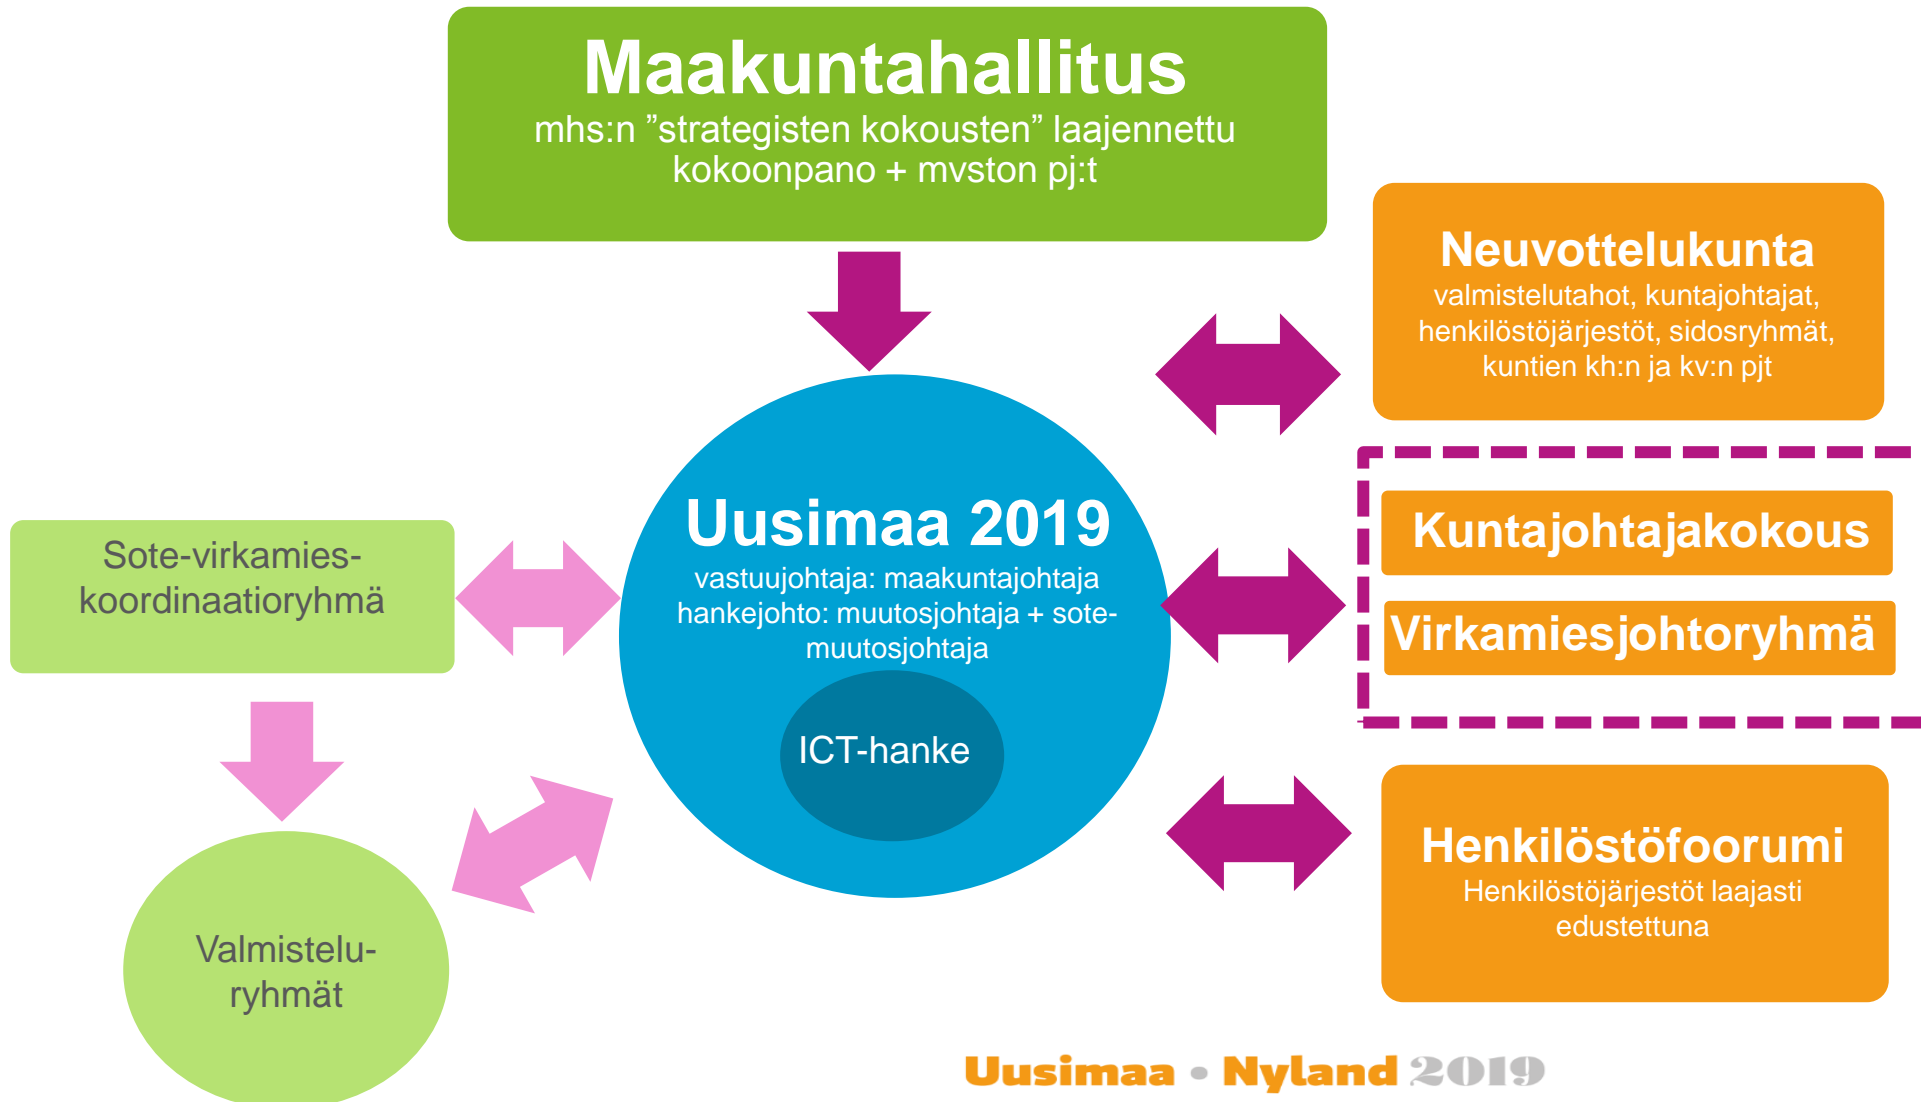 Maakuntahallitus
mhs:n ”strategisten kokousten” laajennettu
kokoonpano + mvston pj:t
Neuvottelukunta
valmistelutahot, kuntajohtajat,
henkilöstöjärjestöt, sidosryhmät,
kuntien kh:n ja kv:n pjt
Uusimaa 2019
vastuujohtaja: maakuntajohtaja
hankejohto: muutosjohtaja + sote-
muutosjohtaja
ICT-hanke
Kuntajohtajakokous
Virkamiesjohtoryhmä
Sote-virkamies-
koordinaatioryhmä
Henkilöstöfoorumi
Henkilöstöjärjestöt laajasti
edustettuna
Valmistelu-
ryhmät
Uusimaa • Nyland 2019